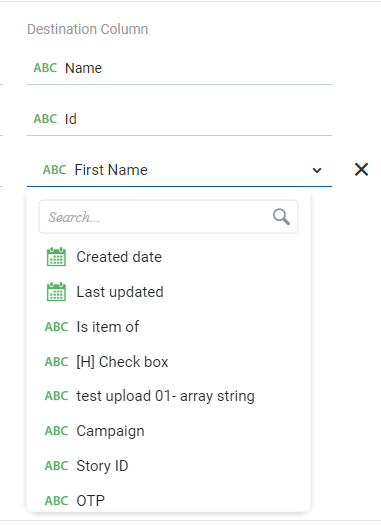 Destination Column
ABC Name
ABC Id
ABC First Name
Search...
Created date
Last updated
ABC Is item of
ABC [H] Check box
ABC test upload 01- array string
ABC Campaign
ABC Story ID
ABC OTP